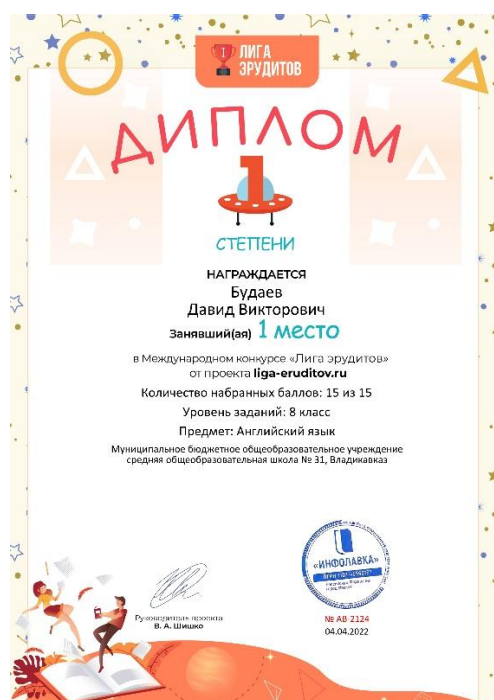 ЛИГА
ЭРУДИТОВ
ДИПЛОМ
1
СТЕПЕНИ
НАГРАЖДАЕТСЯ
Будаев
Давид Викторович
Занявший(ая) 1 место
в Международном конкурсе «Лига эрудитов»
от проекта liga-eruditov.ru
Количество набранных баллов: 15 из 15
Уровень заданий: 8 класс
Предмет: Английский язык
Муниципальное бюджетное общеобразовательное учреждение
средняя общеобразовательная школа № 31, Владикавказ
Руководитель проекта
В. А. Шишко
«ИНФОЛАВКА»
№ AB 2124
04.04.2022